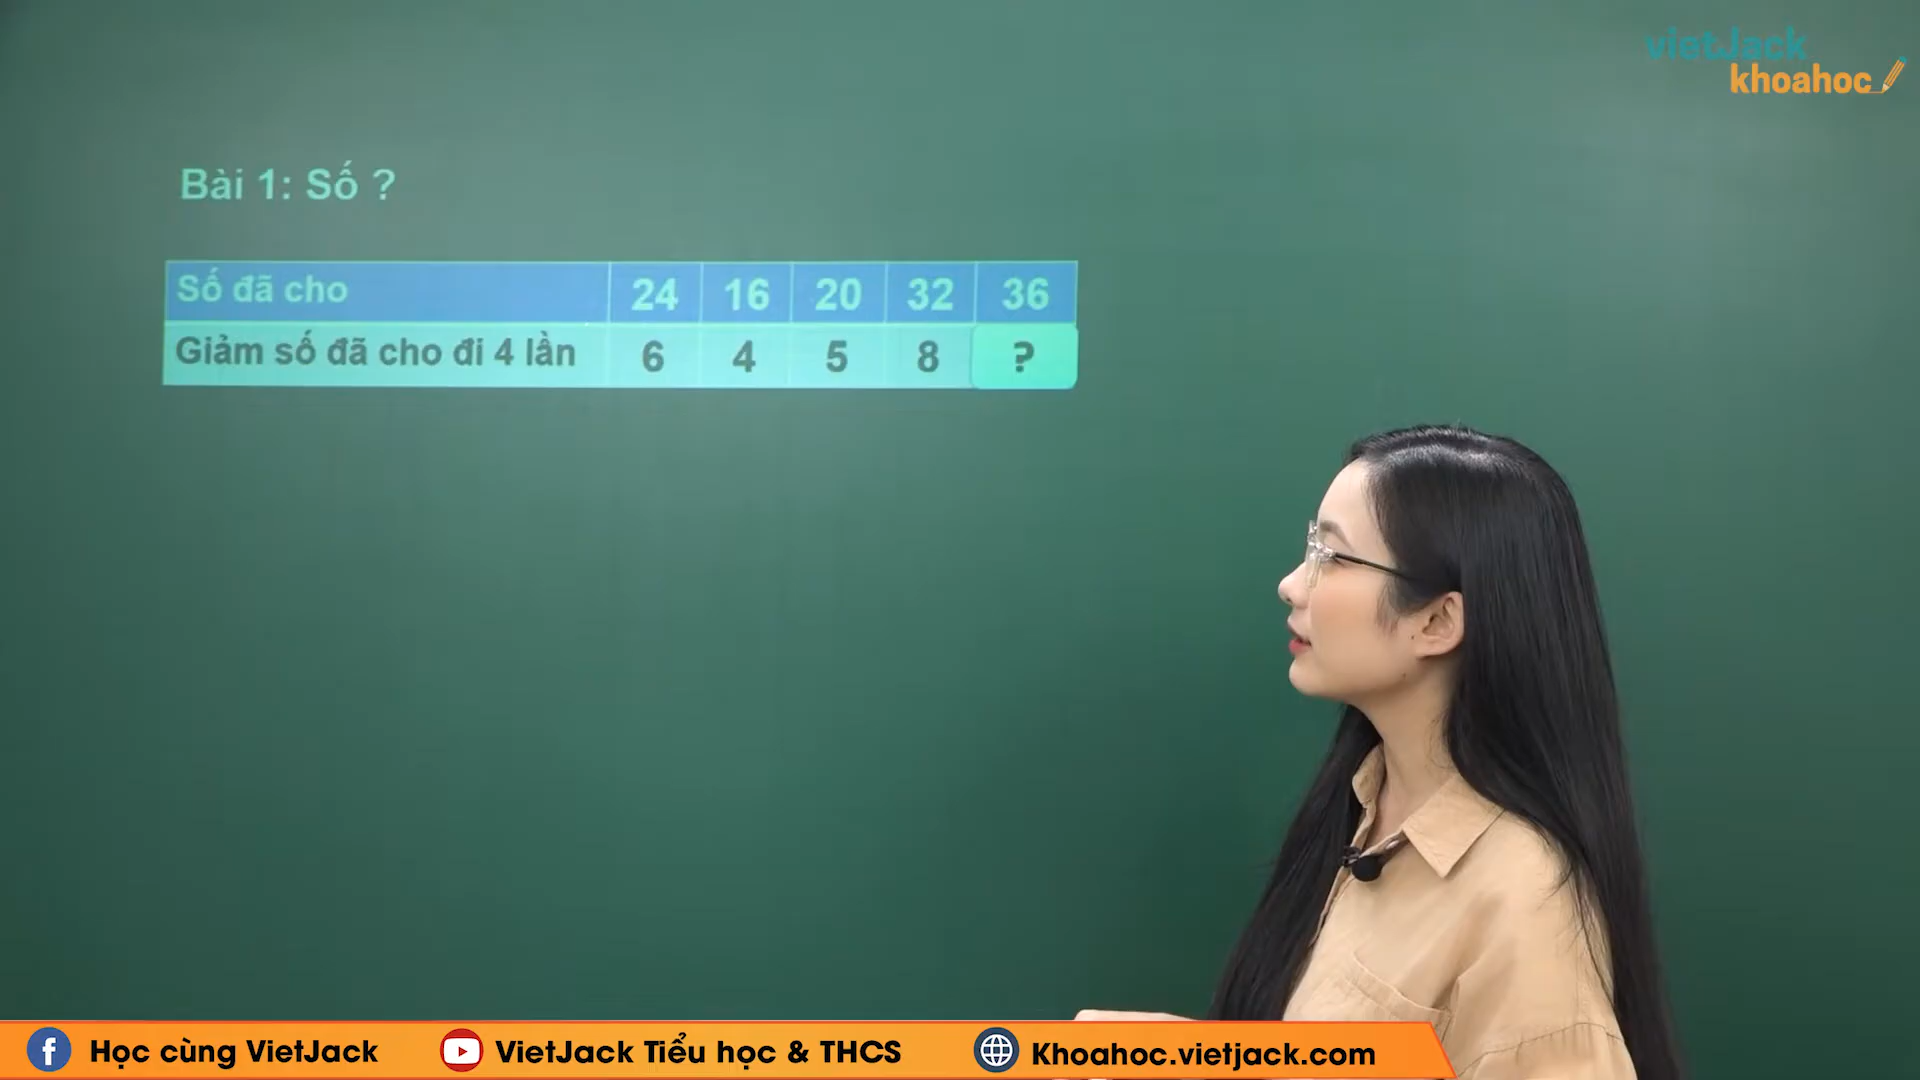 vietJack
khoahoc
Bài 1: Số ?
Số đã cho 24 16 20 32 36
Giảm số đã cho đi 4 lần 6 4 5 8 ?
Học cùng VietJack VietJack Tiểu học & THCS Khoahoc.vietjack.com